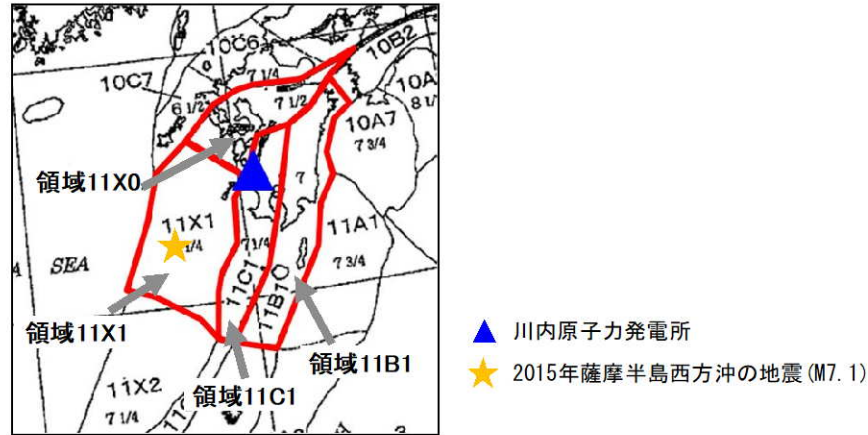 10C6
10B2
7 1/4
10C7
10A
6 1/2
7 1/2
8 1/
10A7
7 3/4
領域11X0
7
11X1
11A1
1/4
7 1/4
SEA
7 3/4
11C1
11B1
領域11X1
領域11B1
11X2
領域11C1
7 1/4
川内原子力発電所
2015年薩摩半島西方沖の地震(M7.1)